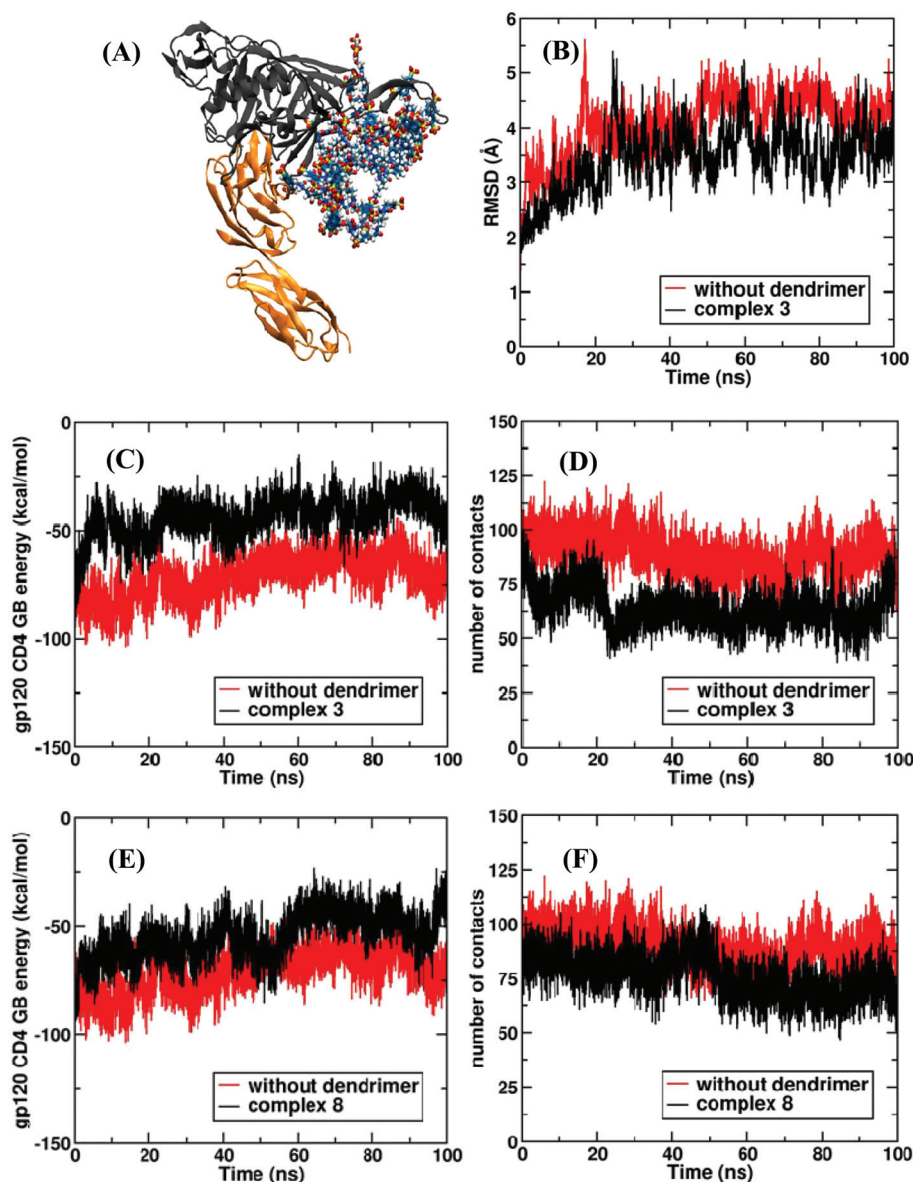 (A)
(B)
RMSD (Å)
6
5
4
3
2
1
0
without dendrimer
complex 3
0 20 40 60 80 100
Time (ns)
(C)
gp120 CD4 GB energy (kcal/mol)
0
-50
-100
-150
without dendrimer
complex 3
0 20 40 60 80 100
Time (ns)
(D)
number of contacts
150
125
100
75
50
25
0
without dendrimer
complex 3
0 20 40 60 80 100
Time (ns)
(E)
gp120 CD4 GB energy (kcal/mol)
0
-50
-100
-150
without dendrimer
complex 8
0 20 40 60 80 100
Time (ns)
(F)
number of contacts
150
125
100
75
50
25
0
without dendrimer
complex 8
0 20 40 60 80 100
Time (ns)